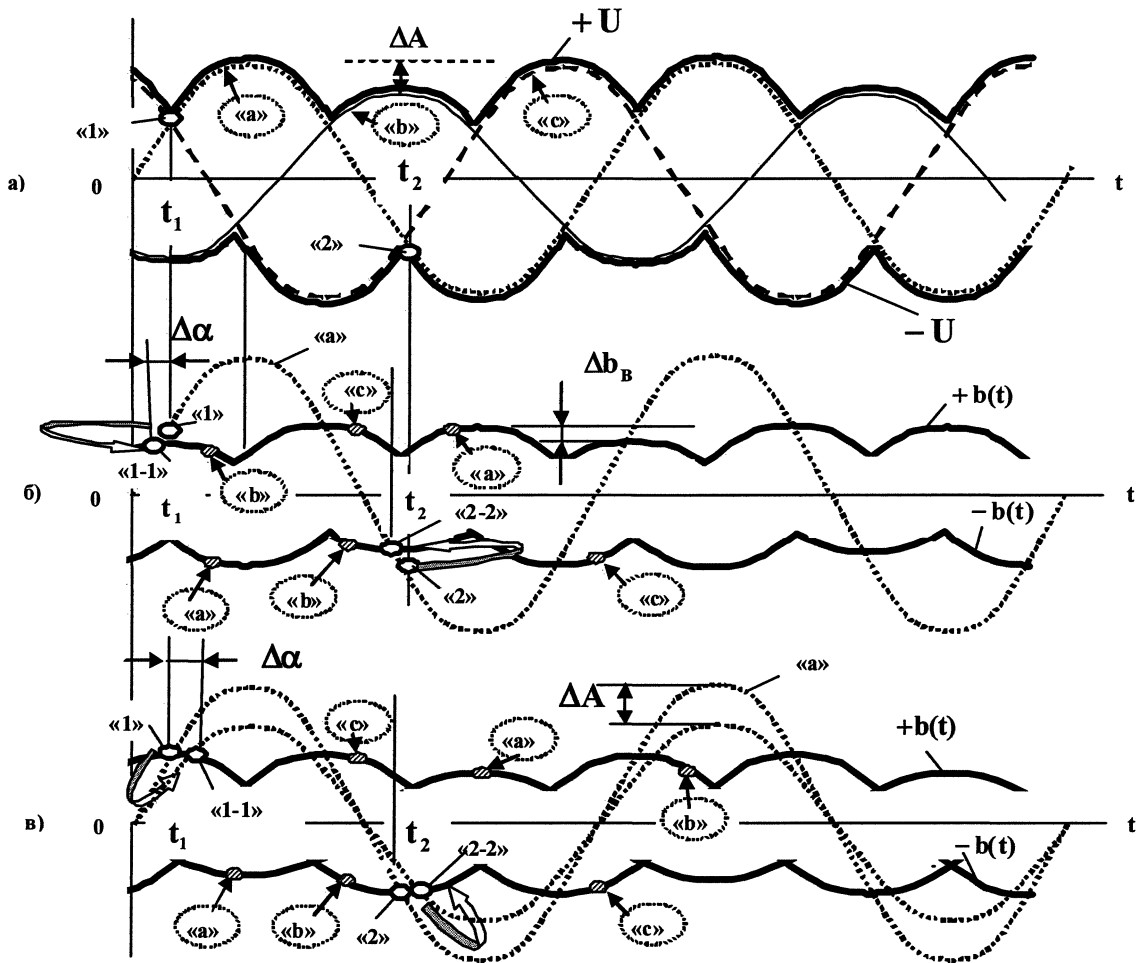 +U
ΔA
«1»
«a»
«b»
«c»
t₂
а)
0
t
t₁
«2»
−U
Δα
«a»
«c»
Δb_В
+b(t)
«1»
«1-1»
«b»
«a»
б)
0
t₁
t₂
«2-2»
−b(t)
t
«a»
«b»
«2»
«c»
Δα
«a»
«c»
ΔA
«1»
«a»
+b(t)
«1-1»
«b»
в)
0
t₁
t₂
«2-2»
t
−b(t)
«a»
«b»
«2»
«c»